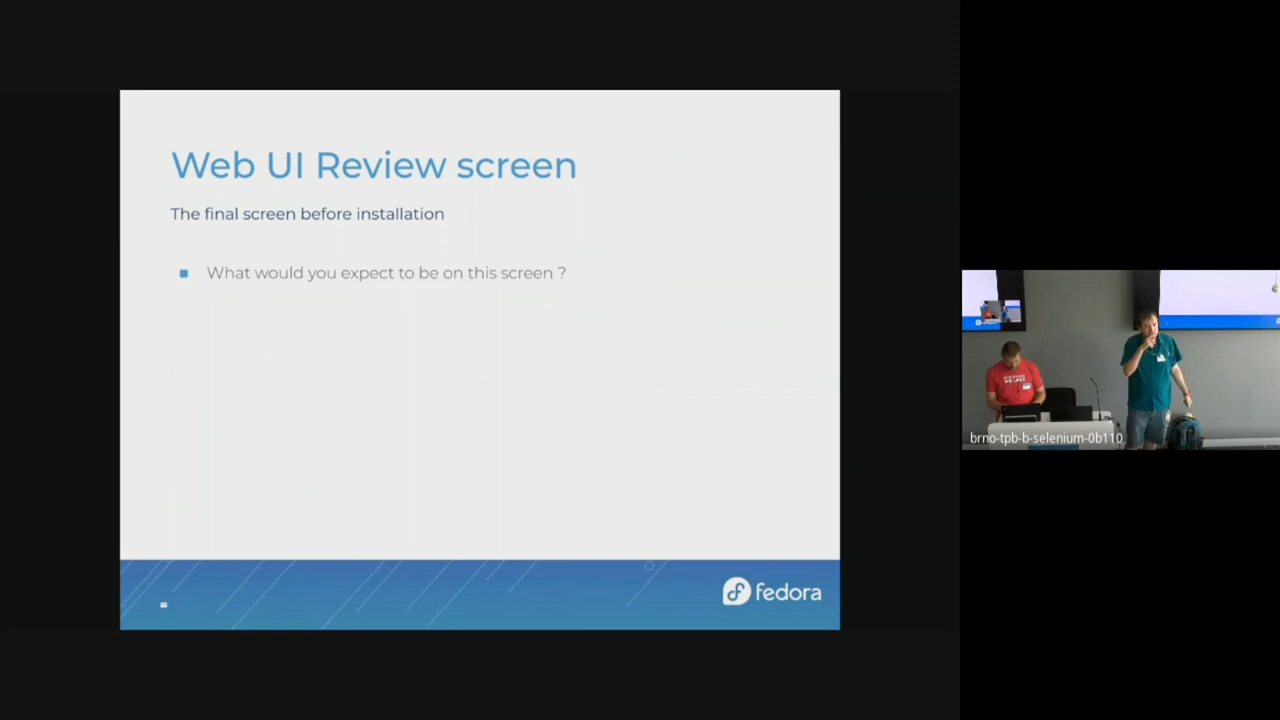 Web UI Review screen
The final screen before installation
What would you expect to be on this screen ?
fedora
brno-tpb-b-selenium-0b110